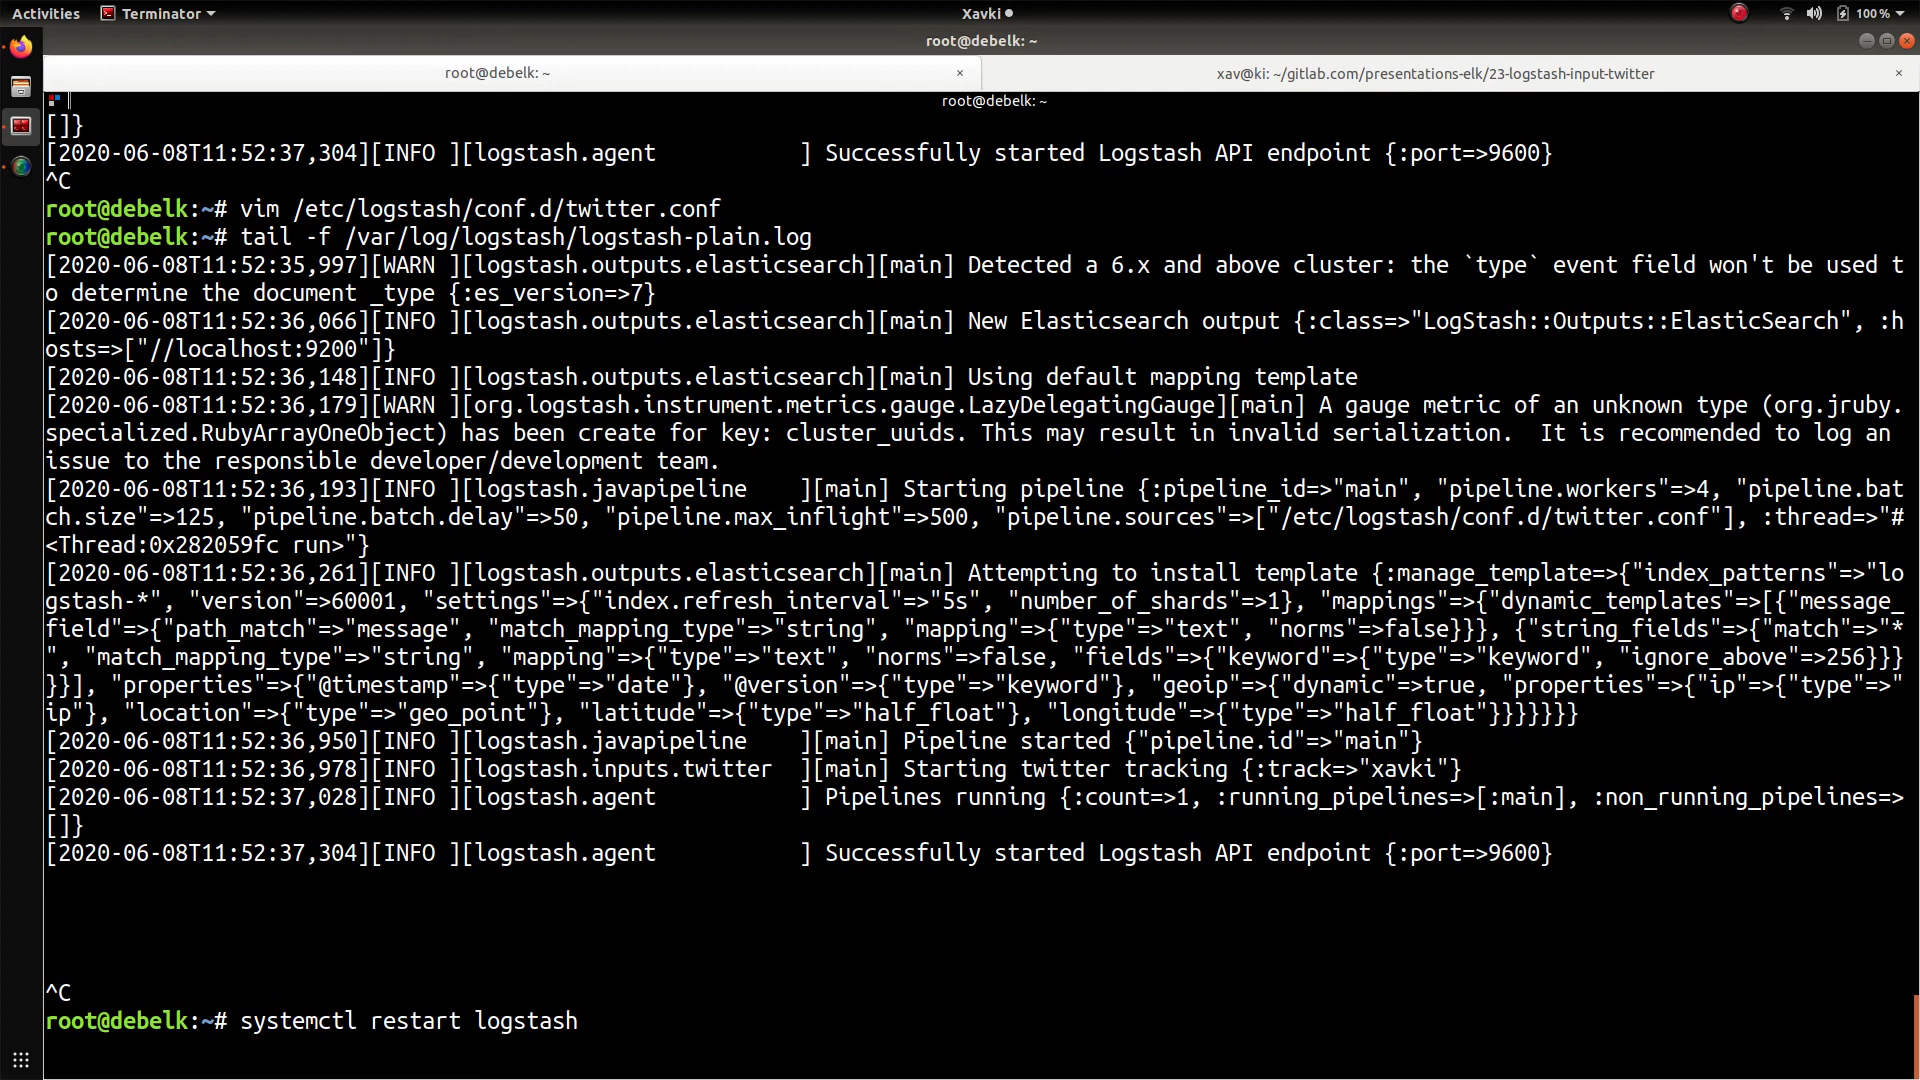 Activities
Terminator
Xavki
100 %
root@debelk: ~
root@debelk: ~
×
xav@ki: ~/gitlab.com/presentations-elk/23-logstash-input-twitter
×
root@debelk: ~
[]}
[2020-06-08T11:52:37,304][INFO ][logstash.agent           ] Successfully started Logstash API endpoint {:port=>9600}
^C
root@debelk:~# vim /etc/logstash/conf.d/twitter.conf
root@debelk:~# tail -f /var/log/logstash/logstash-plain.log
[2020-06-08T11:52:35,997][WARN ][logstash.outputs.elasticsearch][main] Detected a 6.x and above cluster: the `type` event field won't be used t
o determine the document _type {:es_version=>7}
[2020-06-08T11:52:36,066][INFO ][logstash.outputs.elasticsearch][main] New Elasticsearch output {:class=>"LogStash::Outputs::ElasticSearch", :h
osts=>["//localhost:9200"]}
[2020-06-08T11:52:36,148][INFO ][logstash.outputs.elasticsearch][main] Using default mapping template
[2020-06-08T11:52:36,179][WARN ][org.logstash.instrument.metrics.gauge.LazyDelegatingGauge][main] A gauge metric of an unknown type (org.jruby.
specialized.RubyArrayOneObject) has been create for key: cluster_uuids. This may result in invalid serialization.  It is recommended to log an
issue to the responsible developer/development team.
[2020-06-08T11:52:36,193][INFO ][logstash.javapipeline    ][main] Starting pipeline {:pipeline_id=>"main", "pipeline.workers"=>4, "pipeline.bat
ch.size"=>125, "pipeline.batch.delay"=>50, "pipeline.max_inflight"=>500, "pipeline.sources"=>["/etc/logstash/conf.d/twitter.conf"], :thread=>"#
<Thread:0x282059fc run>"}
[2020-06-08T11:52:36,261][INFO ][logstash.outputs.elasticsearch][main] Attempting to install template {:manage_template=>{"index_patterns"=>"lo
gstash-*", "version"=>60001, "settings"=>{"index.refresh_interval"=>"5s", "number_of_shards"=>1}, "mappings"=>{"dynamic_templates"=>[{"message_
field"=>{"path_match"=>"message", "match_mapping_type"=>"string", "mapping"=>{"type"=>"text", "norms"=>false}}}, {"string_fields"=>{"match"=>"*
", "match_mapping_type"=>"string", "mapping"=>{"type"=>"text", "norms"=>false, "fields"=>{"keyword"=>{"type"=>"keyword", "ignore_above"=>256}}}
}}], "properties"=>{"@timestamp"=>{"type"=>"date"}, "@version"=>{"type"=>"keyword"}, "geoip"=>{"dynamic"=>true, "properties"=>{"ip"=>{"type"=>"
ip"}, "location"=>{"type"=>"geo_point"}, "latitude"=>{"type"=>"half_float"}, "longitude"=>{"type"=>"half_float"}}}}}}}
[2020-06-08T11:52:36,950][INFO ][logstash.javapipeline    ][main] Pipeline started {"pipeline.id"=>"main"}
[2020-06-08T11:52:36,978][INFO ][logstash.inputs.twitter  ][main] Starting twitter tracking {:track=>"xavki"}
[2020-06-08T11:52:37,028][INFO ][logstash.agent           ] Pipelines running {:count=>1, :running_pipelines=>[:main], :non_running_pipelines=>
[]}
[2020-06-08T11:52:37,304][INFO ][logstash.agent           ] Successfully started Logstash API endpoint {:port=>9600}
^C
root@debelk:~# systemctl restart logstash